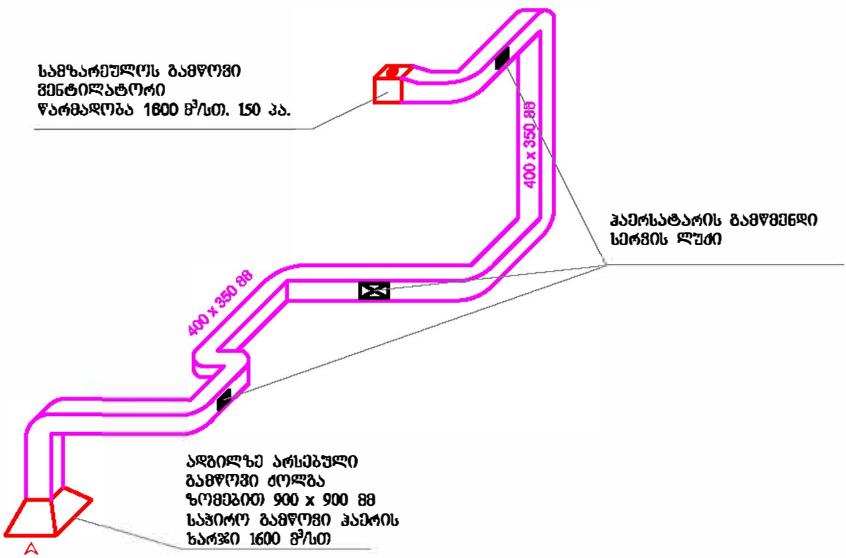 სამზარეულოს გამწოვი
ვენტილატორი
წარმადობა 1600 მ³/სთ. 150 პა.
400 x 350 მმ
ჰაერსატარის გამწმენდი
სერვის ლუქი
400 x 350 მმ
ადგილზე არსებული
გამწოვი ქოლგა
ზომებით 900 x 900 მმ
საჭირო გამწოვი ჰაერის
ხარჯი 1600 მ³/სთ